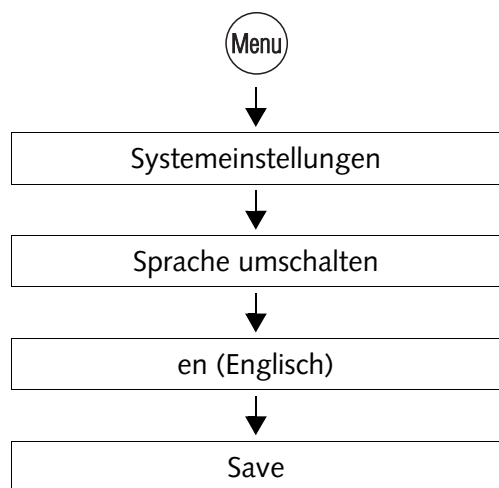 Menu
Systemeinstellungen
Sprache umschalten
en (Englisch)
Save